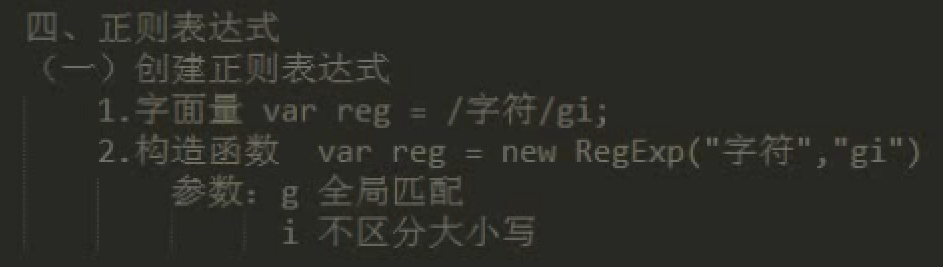 四、正则表达式
（一）创建正则表达式
1.字面量 var reg = /字符/gi;
2.构造函数  var reg = new RegExp("字符","gi")
参数：g 全局匹配
i 不区分大小写